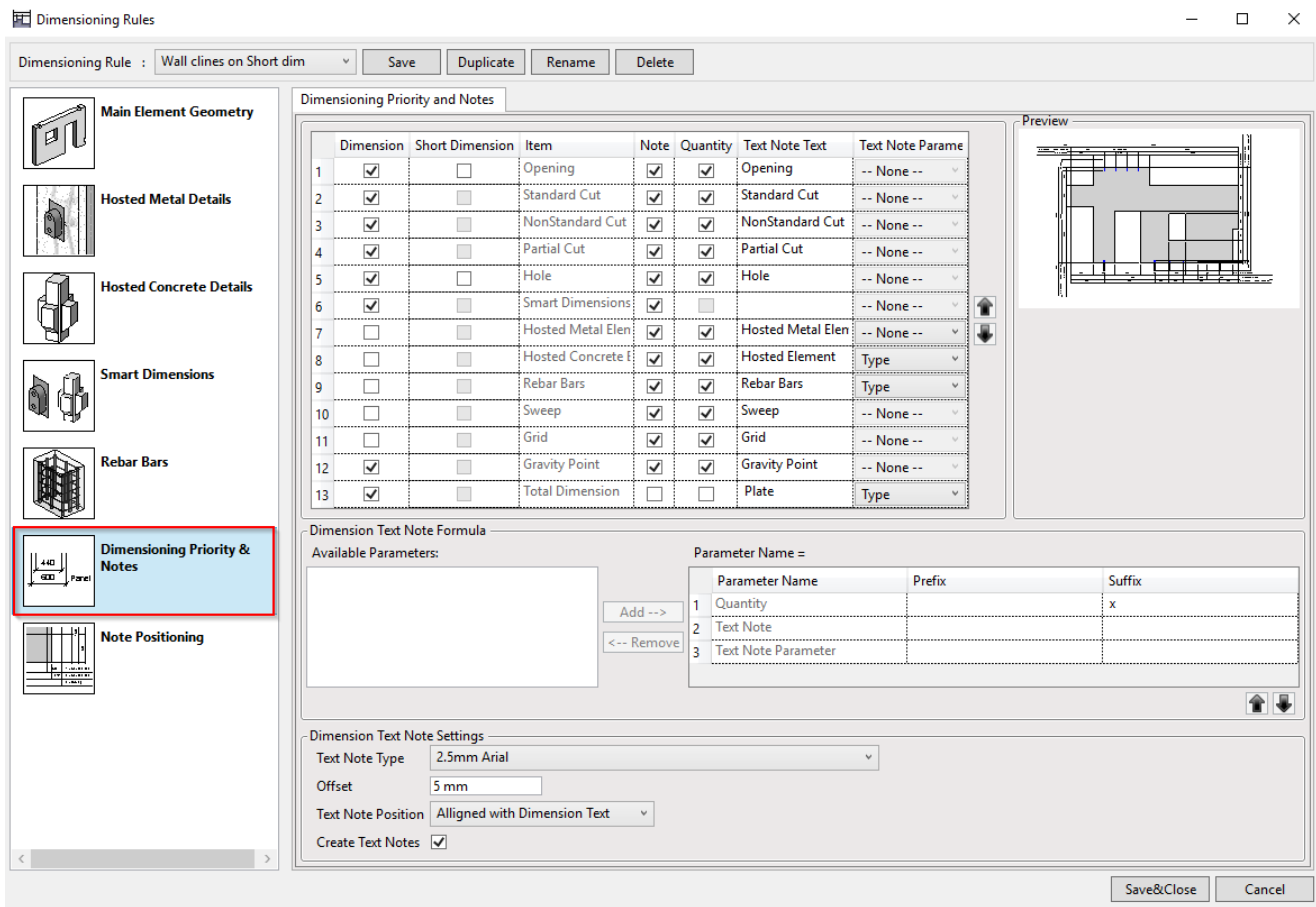 Dimensioning Rules
Dimensioning Rule : Wall clines on Short dim Save Duplicate Rename Delete
Main Element Geometry
Hosted Metal Details
Hosted Concrete Details
Smart Dimensions
Rebar Bars
440
600 Panel
Dimensioning Priority &
Notes
Note Positioning
Dimensioning Priority and Notes
Dimension Short Dimension Item Note Quantity Text Note Text Text Note Parame
1 Opening Opening -- None --
2 Standard Cut Standard Cut -- None --
3 NonStandard Cut NonStandard Cut -- None --
4 Partial Cut Partial Cut -- None --
5 Hole Hole -- None --
6 Smart Dimensions -- None --
7 Hosted Metal Elen Hosted Metal Elen -- None --
8 Hosted Concrete E Hosted Element Type
9 Rebar Bars Rebar Bars Type
10 Sweep Sweep -- None --
11 Grid Grid -- None --
12 Gravity Point Gravity Point -- None --
13 Total Dimension Plate Type
Preview
Dimension Text Note Formula
Available Parameters:
Add -->
<-- Remove
Parameter Name =
Parameter Name Prefix Suffix
1 Quantity x
2 Text Note
3 Text Note Parameter
Dimension Text Note Settings
Text Note Type 2.5mm Arial
Offset 5 mm
Text Note Position Alligned with Dimension Text
Create Text Notes
Save&Close Cancel